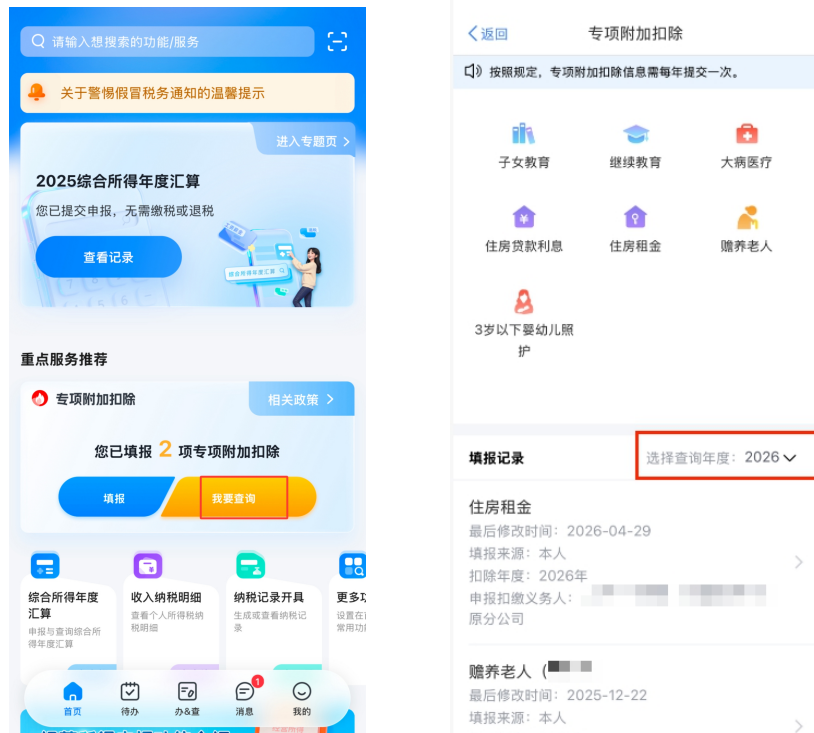 请输入想搜索的功能/服务
关于警惕假冒税务通知的温馨提示
进入专题页 >
2025综合所得年度汇算
您已提交申报，无需缴税或退税
查看记录
综合所得年度汇算
重点服务推荐
专项附加扣除
相关政策 >
您已填报 2 项专项附加扣除
填报
我要查询
综合所得年度
汇算
申报与查询综合所
得年度汇算
收入纳税明细
查看个人所得税纳
税明细
纳税记录开具
生成或查看纳税记
录
更多
设置在
常用功
首页
待办
办&查
消息
1
我的
返回
专项附加扣除
按照规定，专项附加扣除信息需每年提交一次。
子女教育
继续教育
大病医疗
住房贷款利息
住房租金
赡养老人
3岁以下婴幼儿照
护
填报记录
选择查询年度：2026
住房租金
最后修改时间：2026-04-29
填报来源：本人
扣除年度：2026年
申报扣缴义务人：
原分公司
赡养老人（
最后修改时间：2025-12-22
填报来源：本人